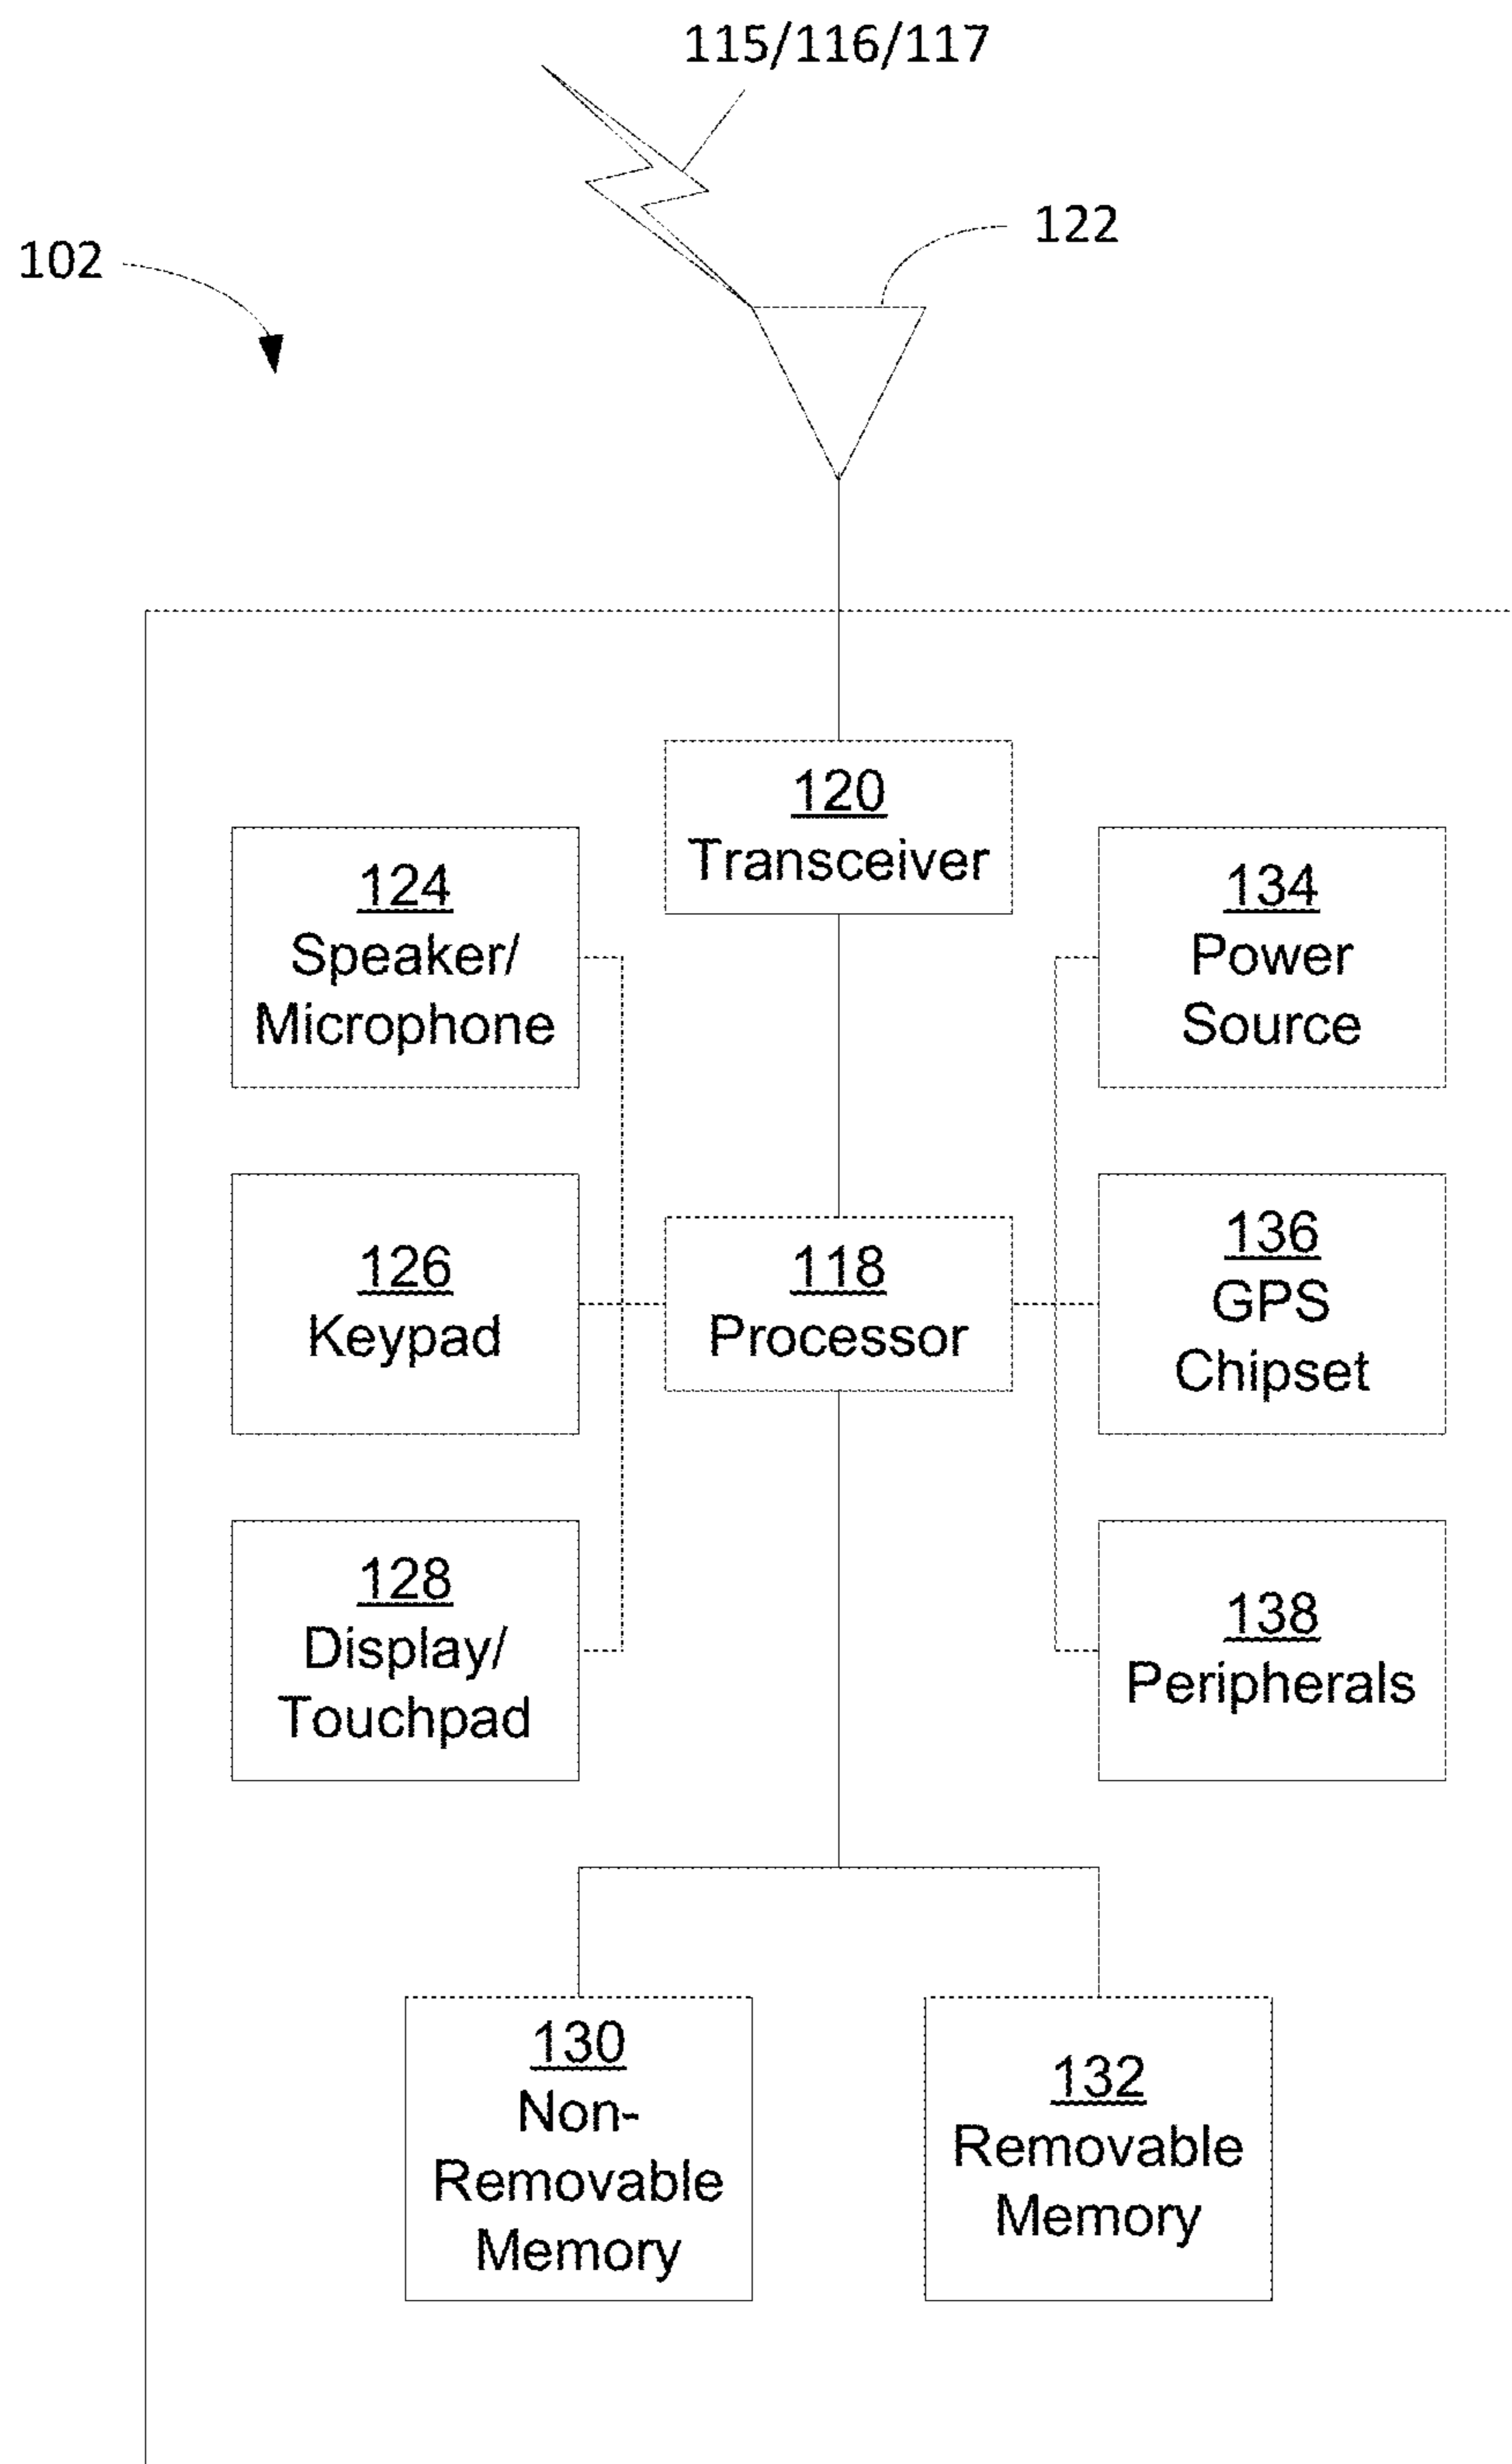 115/116/117
122
102
120
Transceiver
124
Speaker/
Microphone
134
Power
Source
126
Keypad
118
Processor
136
GPS
Chipset
128
Display/
Touchpad
138
Peripherals
130
Non-
Removable
Memory
132
Removable
Memory